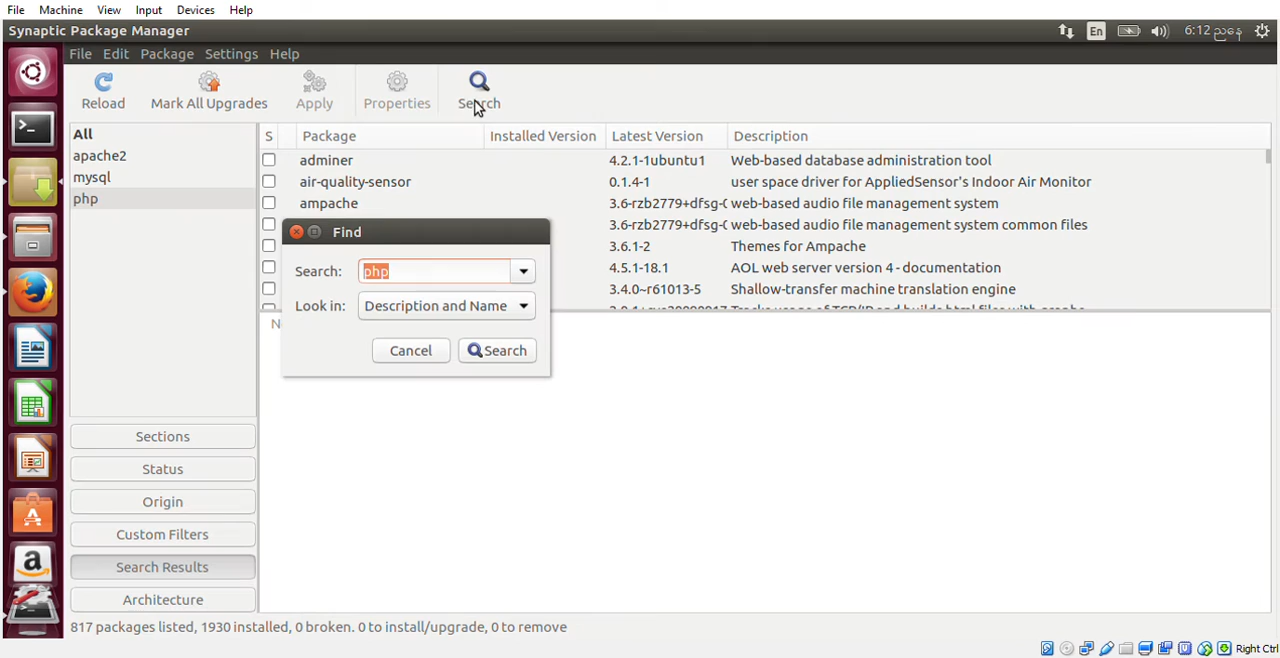 File Machine View Input Devices Help
Synaptic Package Manager En 6:12 ညနေ
File Edit Package Settings Help
Reload Mark All Upgrades Apply Properties Search
All
apache2
mysql
php
S Package Installed Version Latest Version Description
adminer 4.2.1-1ubuntu1 Web-based database administration tool
air-quality-sensor 0.1.4-1 user space driver for AppliedSensor's Indoor Air Monitor
ampache 3.6-rzb2779+dfsg-0 web-based audio file management system
3.6-rzb2779+dfsg-0 web-based audio file management system common files
3.6.1-2 Themes for Ampache
4.5.1-18.1 AOL web server version 4 - documentation
3.4.0~r61013-5 Shallow-transfer machine translation engine
Find
Search: php
Look in: Description and Name
Cancel Search
Sections
Status
Origin
Custom Filters
Search Results
Architecture
817 packages listed, 1930 installed, 0 broken. 0 to install/upgrade, 0 to remove
Right Ctrl